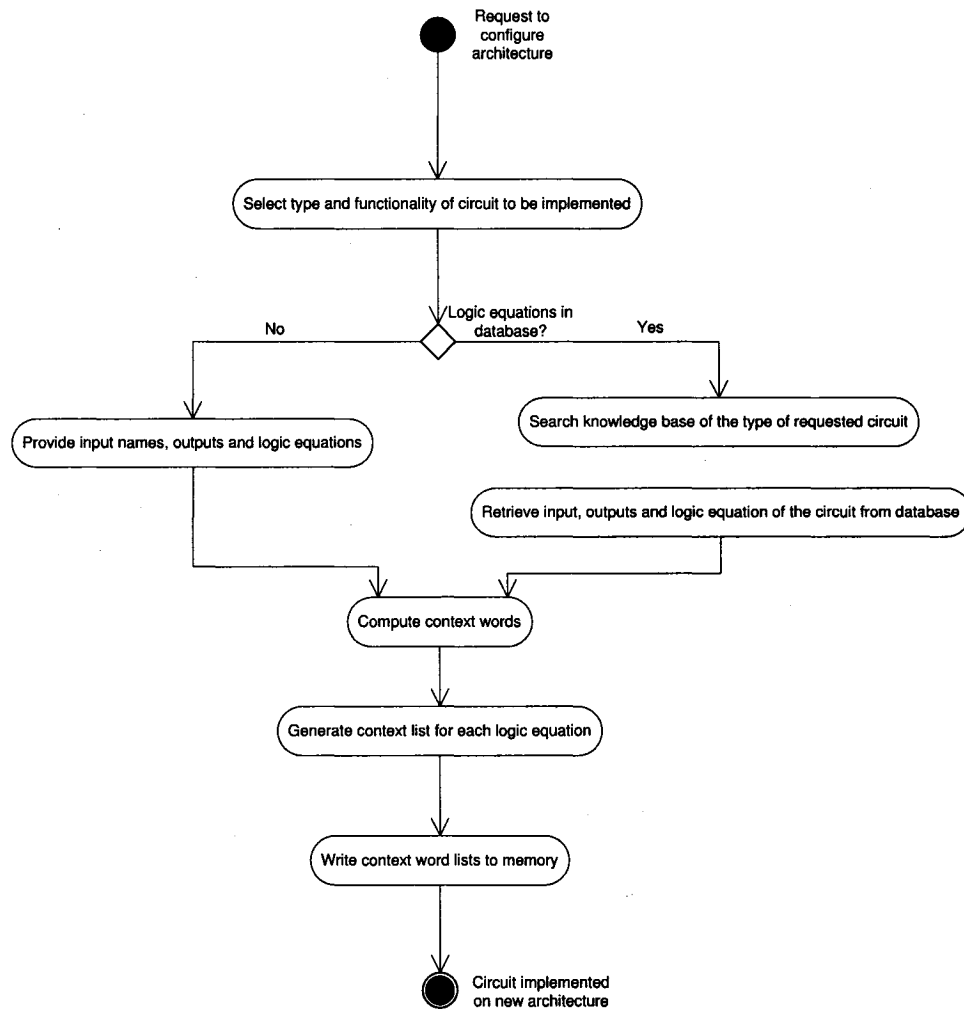 Request to
configure
architecture
Select type and functionality of circuit to be implemented
Logic equations in
database?
No
Yes
Provide input names, outputs and logic equations
Search knowledge base of the type of requested circuit
Retrieve input, outputs and logic equation of the circuit from database
Compute context words
Generate context list for each logic equation
Write context word lists to memory
Circuit implemented
on new architecture